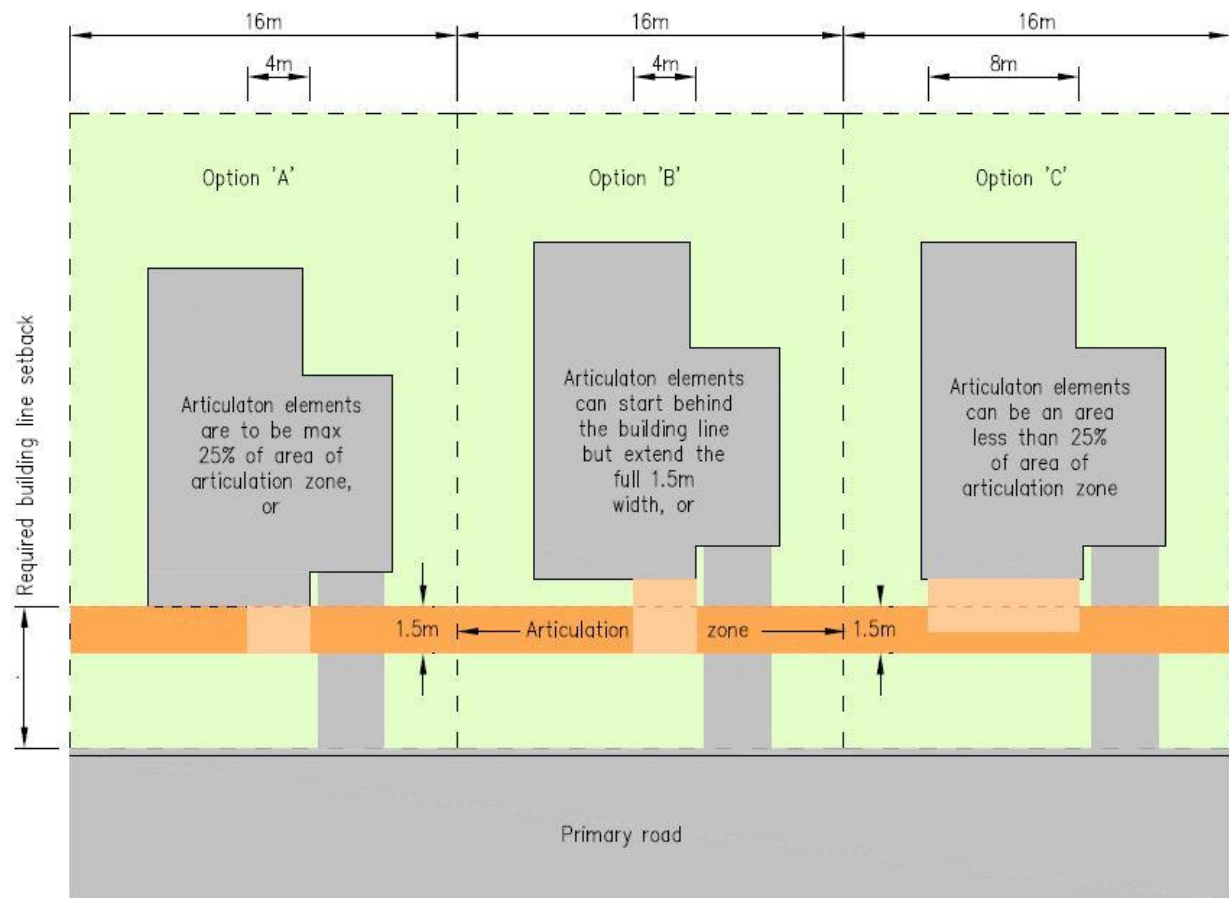 16m
16m
16m
4m
4m
8m
Option 'A'
Option 'B'
Option 'C'
Articulaton elements
are to be max
25% of area of
articulation zone,
or
Articulaton elements
can start behind
the building line
but extend the
full 1.5m
width, or
Articulaton elements
can be an area
less than 25%
of area of
articulation zone
Required building line setback
1.5m
Articulation zone
1.5m
Primary road